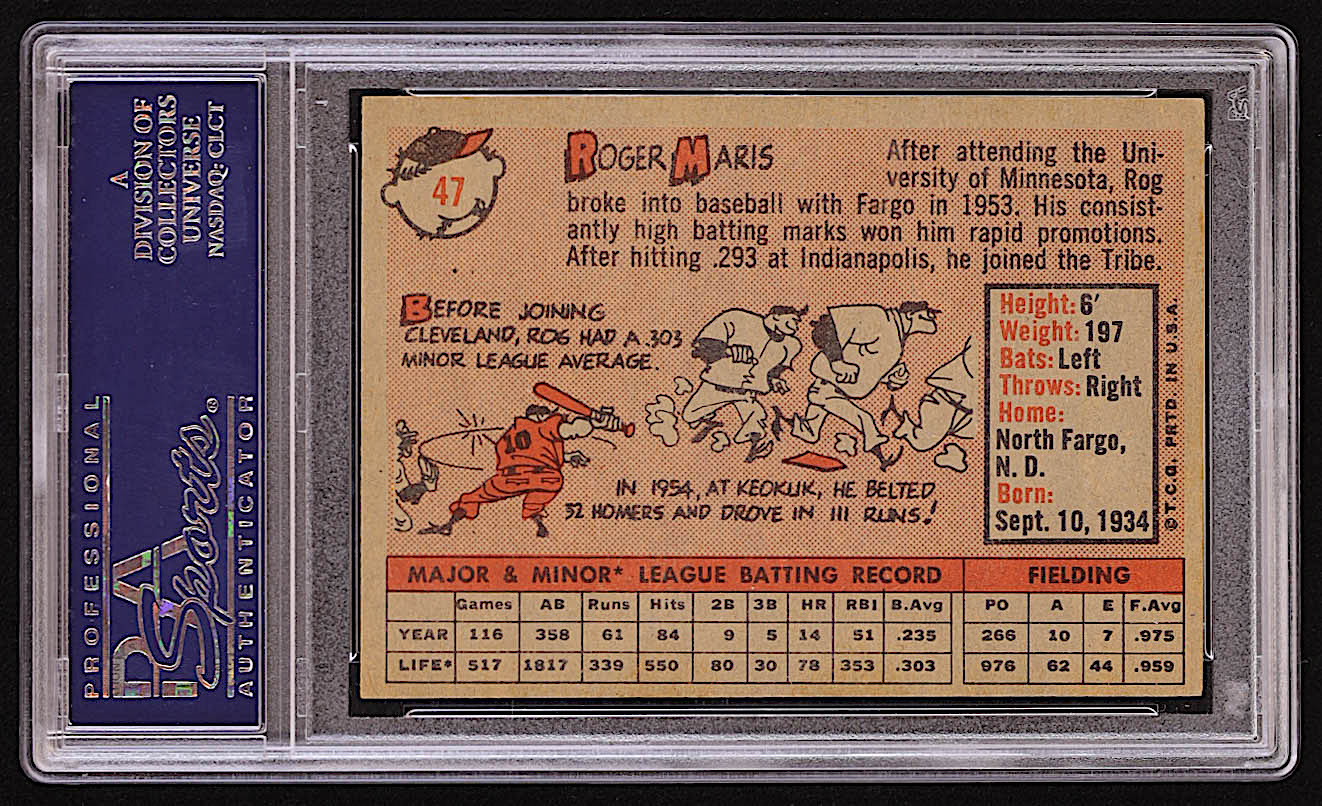 A
DIVISION OF
COLLECTORS
UNIVERSE
NASDAQ: CLCT
PROFESSIONAL
PSA
Sports®
AUTHENTICATOR
47
ROGER MARIS
After attending the Uni-
versity of Minnesota, Rog
broke into baseball with Fargo in 1953. His consist-
antly high batting marks won him rapid promotions.
After hitting .293 at Indianapolis, he joined the Tribe.
BEFORE JOINING
CLEVELAND, ROG HAD A .303
MINOR LEAGUE AVERAGE.
10
IN 1954, AT KEOKUK, HE BELTED
32 HOMERS AND DROVE IN 111 RUNS!
Height: 6'
Weight: 197
Bats: Left
Throws: Right
Home:
North Fargo,
N. D.
Born:
Sept. 10, 1934
© T.C.G. PRTD. IN U.S.A.
MAJOR & MINOR* LEAGUE BATTING RECORD FIELDING
Games AB Runs Hits 2B 3B HR RBI B.Avg PO A E F.Avg
YEAR 116 358 61 84 9 5 14 51 .235 266 10 7 .975
LIFE* 517 1817 339 550 80 30 78 353 .303 976 62 44 .959
PSA